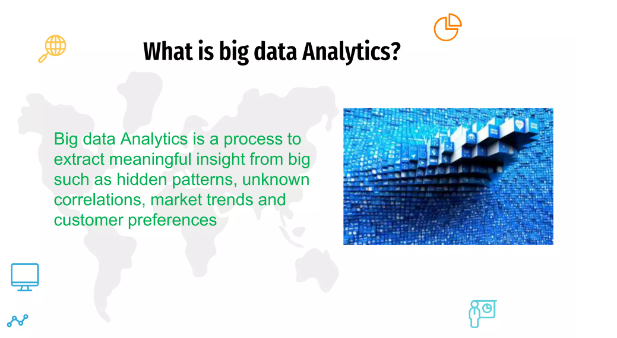 What is big data Analytics?
Big data Analytics is a process to
extract meaningful insight from big
such as hidden patterns, unknown
correlations, market trends and
customer preferences